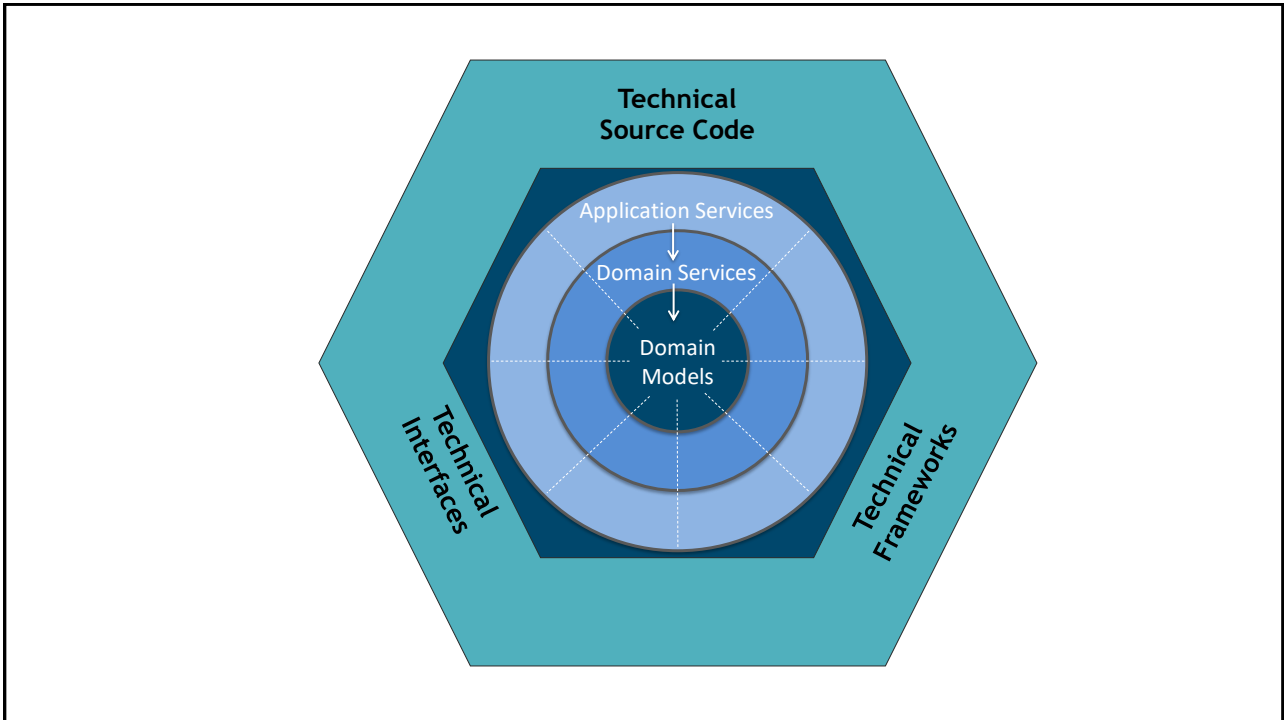 Technical
Source Code
Application Services
Domain Services
Domain
Models
Technical
Interfaces
Technical
Frameworks